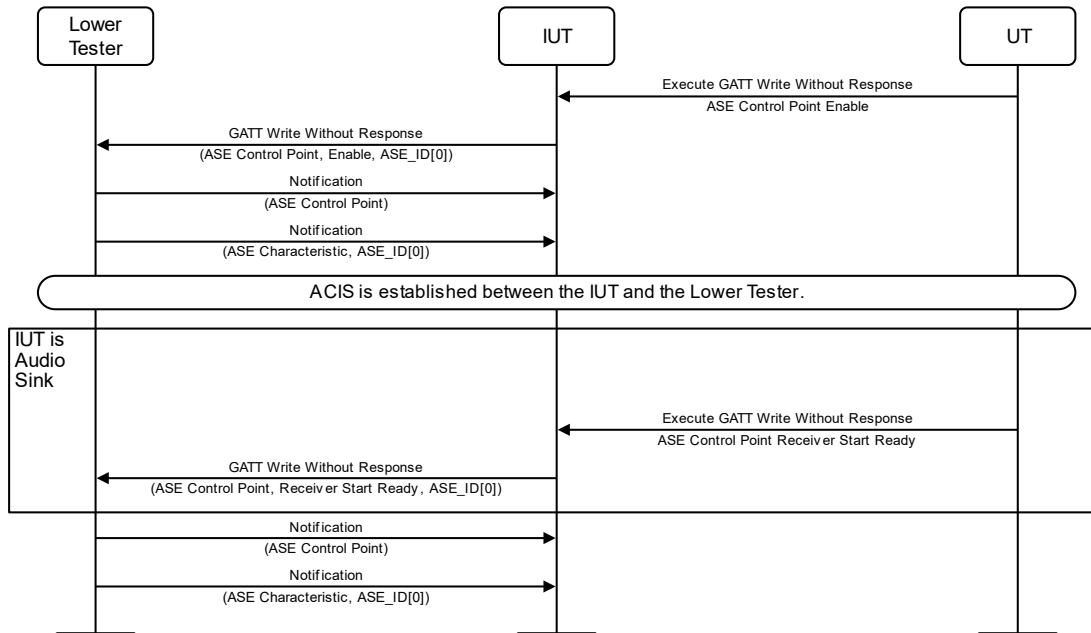 Lower
Tester
IUT
UT
Execute GATT Write Without Response
ASE Control Point Enable
GATT Write Without Response
(ASE Control Point, Enable, ASE_ID[0])
Notification
(ASE Control Point)
Notification
(ASE Characteristic, ASE_ID[0])
ACIS is established between the IUT and the Lower Tester.
IUT is
Audio
Sink
Execute GATT Write Without Response
ASE Control Point Receiver Start Ready
GATT Write Without Response
(ASE Control Point, Receiver Start Ready, ASE_ID[0])
Notification
(ASE Control Point)
Notification
(ASE Characteristic, ASE_ID[0])